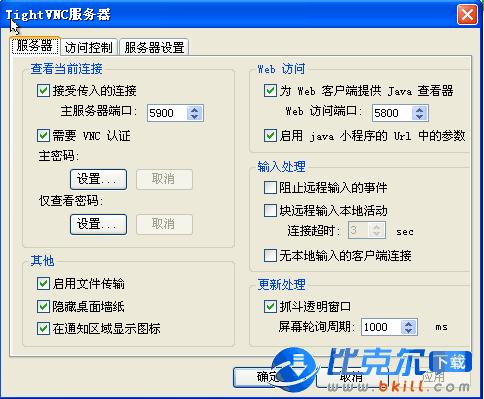 TightVNC服务器
服务器 访问控制 服务器设置
查看当前连接
接受传入的连接
主服务器端口: 5900
需要 VNC 认证
主密码:
设置... 取消
仅查看密码:
设置... 取消
其他
启用文件传输
隐藏桌面墙纸
在通知区域显示图标
Web 访问
为 Web 客户端提供 Java 查看器
Web 访问端口: 5800
启用 java 小程序的 Url 中的参数
输入处理
阻止远程输入的事件
块远程输入本地活动
连接超时: 3 sec
无本地输入的客户端连接
更新处理
抓斗透明窗口
屏幕轮询周期: 1000 ms
确定 取消 应用
比克尔下载
www.bkill.com